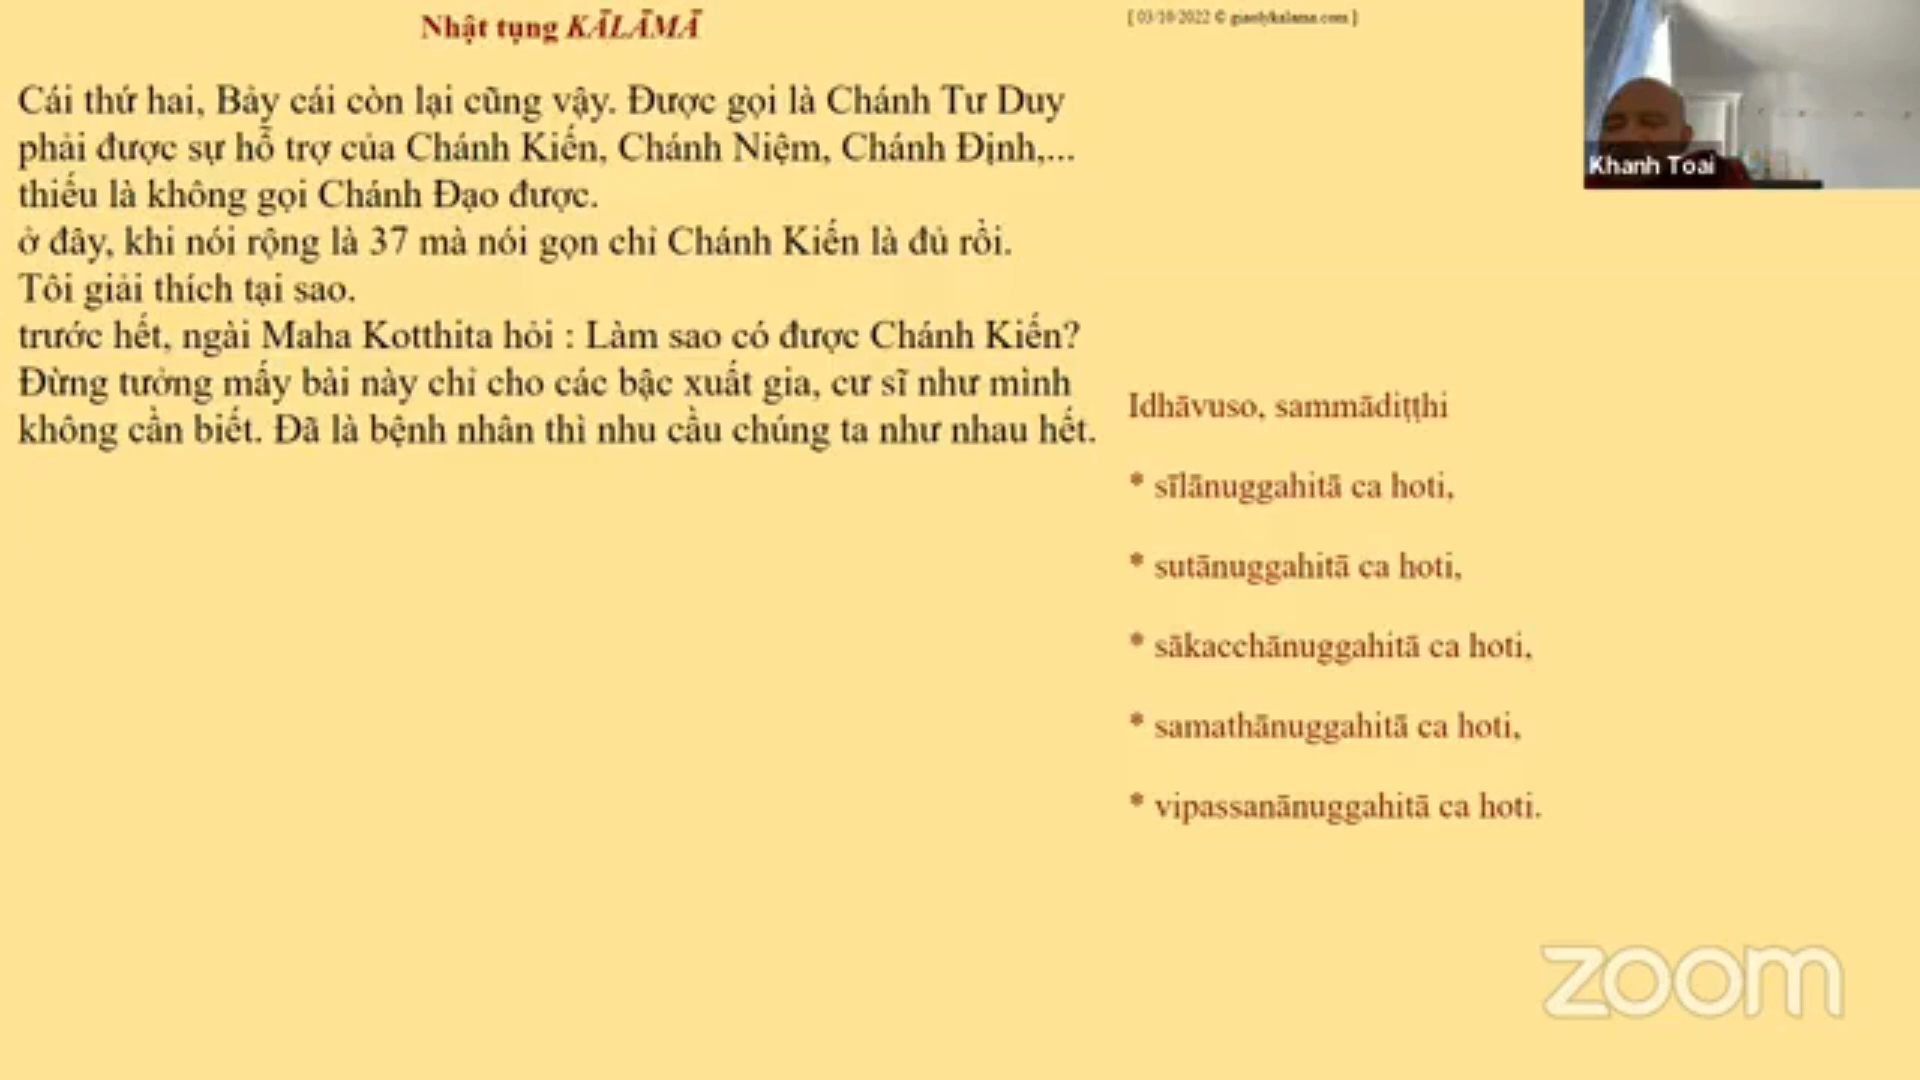 Nhật tụng KĀLĀMĀ
[ 03/10/2022 © giaolykalama.com ]
Khanh Toai
Cái thứ hai, Bảy cái còn lại cũng vậy. Được gọi là Chánh Tư Duy
phải được sự hỗ trợ của Chánh Kiến, Chánh Niệm, Chánh Định,...
thiếu là không gọi Chánh Đạo được.
ở đây, khi nói rộng là 37 mà nói gọn chỉ Chánh Kiến là đủ rồi.
Tôi giải thích tại sao.
trước hết, ngài Maha Kotthita hỏi : Làm sao có được Chánh Kiến?
Đừng tưởng mấy bài này chỉ cho các bậc xuất gia, cư sĩ như mình
không cần biết. Đã là bệnh nhân thì nhu cầu chúng ta như nhau hết.
Idhāvuso, sammādiṭṭhi
* sīlānuggahitā ca hoti,
* sutānuggahitā ca hoti,
* sākacchānuggahitā ca hoti,
* samathānuggahitā ca hoti,
* vipassanānuggahitā ca hoti.
zoom